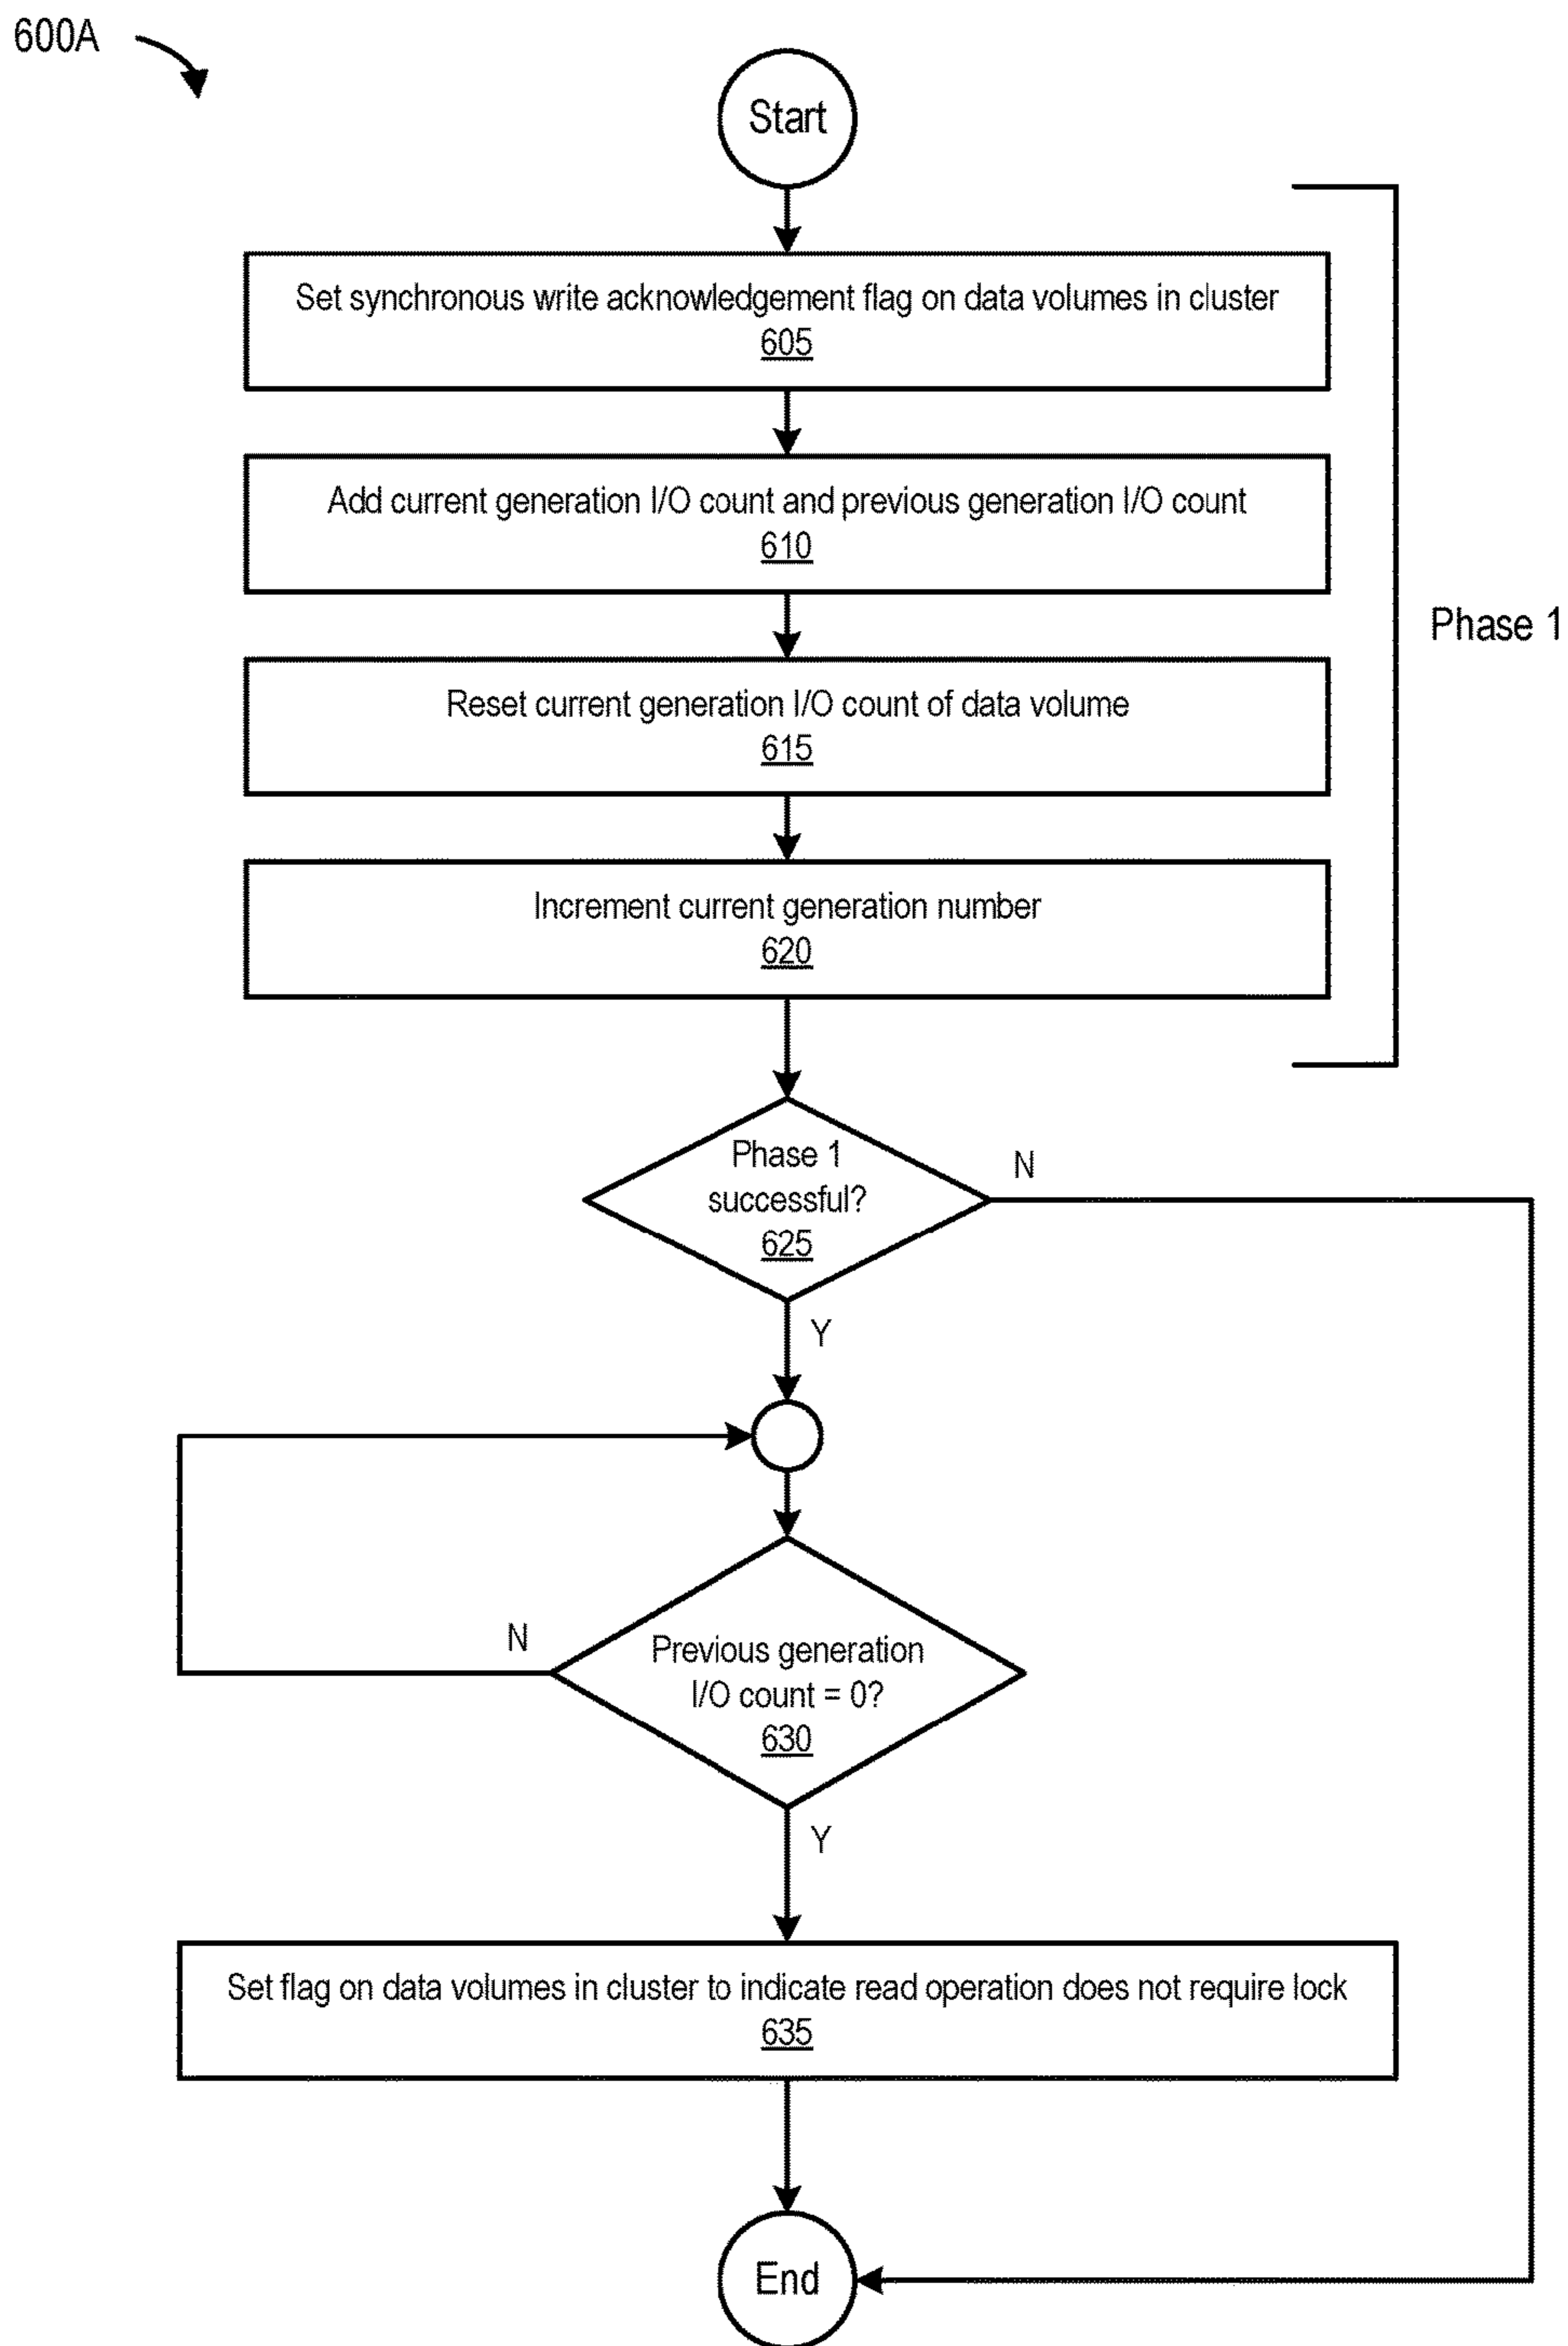 600A
Start
Set synchronous write acknowledgement flag on data volumes in cluster
605
Add current generation I/O count and previous generation I/O count
610
Phase 1
Reset current generation I/O count of data volume
615
Increment current generation number
620
Phase 1
successful?
625
N
Y
N
Previous generation
I/O count = 0?
630
Y
Set flag on data volumes in cluster to indicate read operation does not require lock
635
End